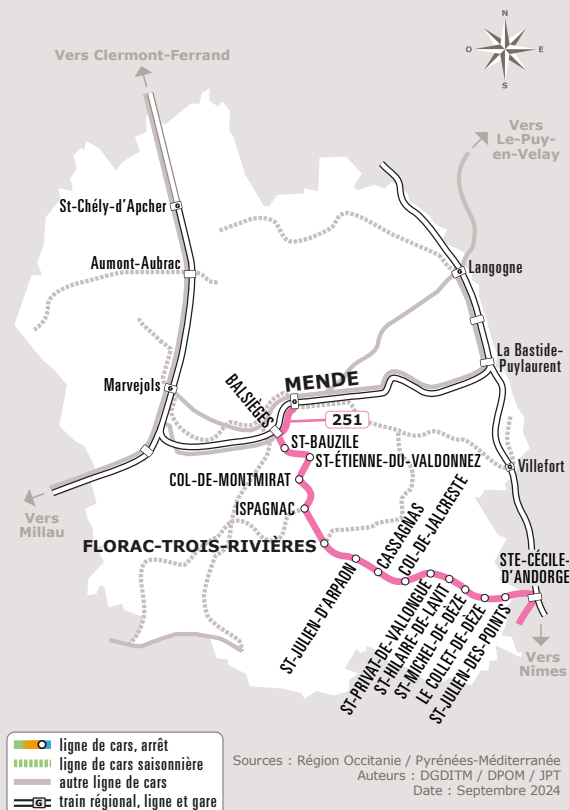 N
O
E
S
Vers Clermont-Ferrand
Vers
Le-Puy-
en-Velay
St-Chély-d'Apcher
Aumont-Aubrac
Langogne
La Bastide-
Puylaurent
Marvejols
BALSIÈGES
MENDE
251
ST-BAUZILE
ST-ÉTIENNE-DU-VALDONNEZ
Villefort
COL-DE-MONTMIRAT
ISPAGNAC
CASSAGNAS
COL-DE-JALCRESTE
Vers
Millau
FLORAC-TROIS-RIVIÈRES
STE-CÉCILE-
D'ANDORGE
ST-JULIEN-D'ARPAON
ST-PRIVAT-DE-VALLONGUE
ST-HILAIRE-DE-LAVIT
ST-MICHEL-DE-DÈZE
LE COLLET-DE-DÈZE
ST-JULIEN-DES-POINTS
Vers
Nîmes
ligne de cars, arrêt
ligne de cars saisonnière
autre ligne de cars
train régional, ligne et gare
Sources : Région Occitanie / Pyrénées-Méditerranée
Auteurs : DGDITM / DPOM / JPT
Date : Septembre 2024